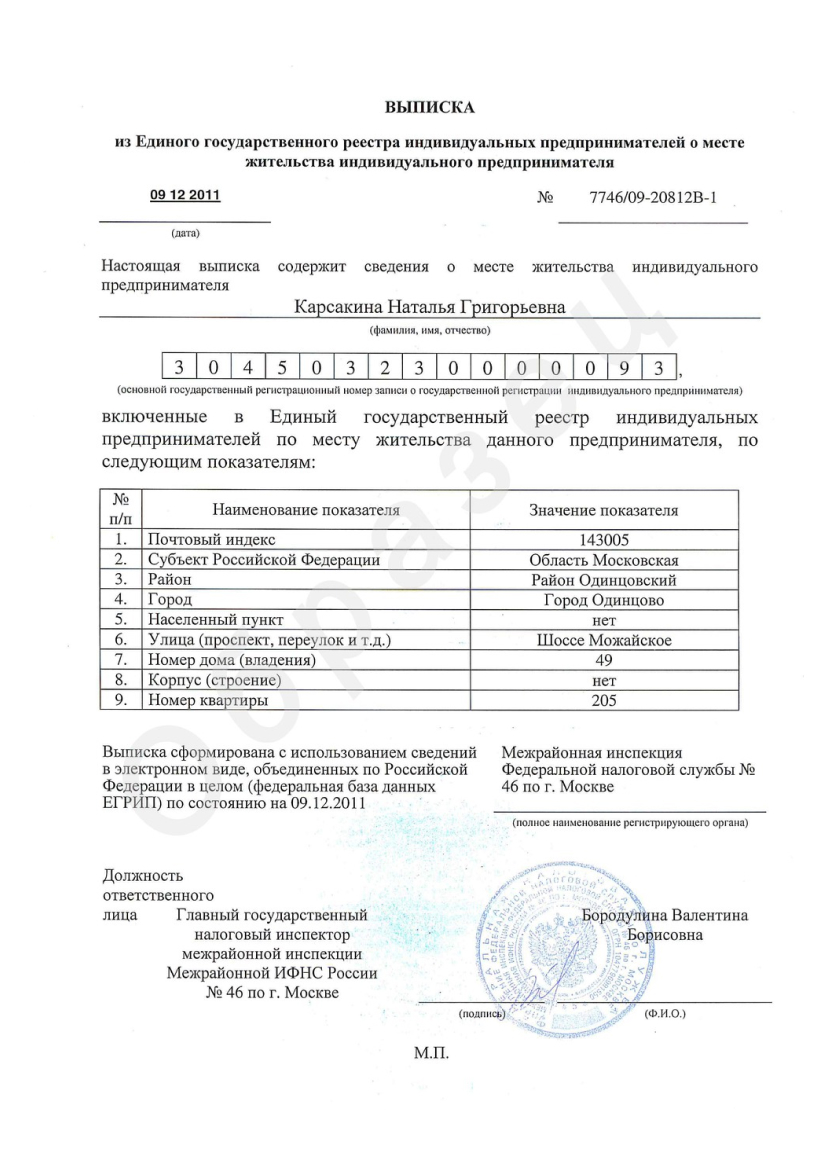 ВЫПИСКА
из Единого государственного реестра индивидуальных предпринимателей о месте
жительства индивидуального предпринимателя
09 12 2011 № 7746/09-20812В-1
(дата)
Настоящая выписка содержит сведения о месте жительства индивидуального
предпринимателя
Карсакина Наталья Григорьевна
(фамилия, имя, отчество)
3 0 4 5 0 3 2 3 0 0 0 0 0 9 3 ,
(основной государственный регистрационный номер записи о государственной регистрации индивидуального предпринимателя)
включенные в Единый государственный реестр индивидуальных
предпринимателей по месту жительства данного предпринимателя, по
следующим показателям:
№ п/п Наименование показателя Значение показателя
1. Почтовый индекс 143005
2. Субъект Российской Федерации Область Московская
3. Район Район Одинцовский
4. Город Город Одинцово
5. Населенный пункт нет
6. Улица (проспект, переулок и т.д.) Шоссе Можайское
7. Номер дома (владения) 49
8. Корпус (строение) нет
9. Номер квартиры 205
Образец
Выписка сформирована с использованием сведений
в электронном виде, объединенных по Российской
Федерации в целом (федеральная база данных
ЕГРИП) по состоянию на 09.12.2011
Межрайонная инспекция
Федеральной налоговой службы №
46 по г. Москве
(полное наименование регистрирующего органа)
Должность
ответственного
лица Главный государственный
налоговый инспектор
межрайонной инспекции
Межрайонной ИФНС России
№ 46 по г. Москве
Бородулина Валентина
Борисовна
(подпись) (Ф.И.О.)
М.П.